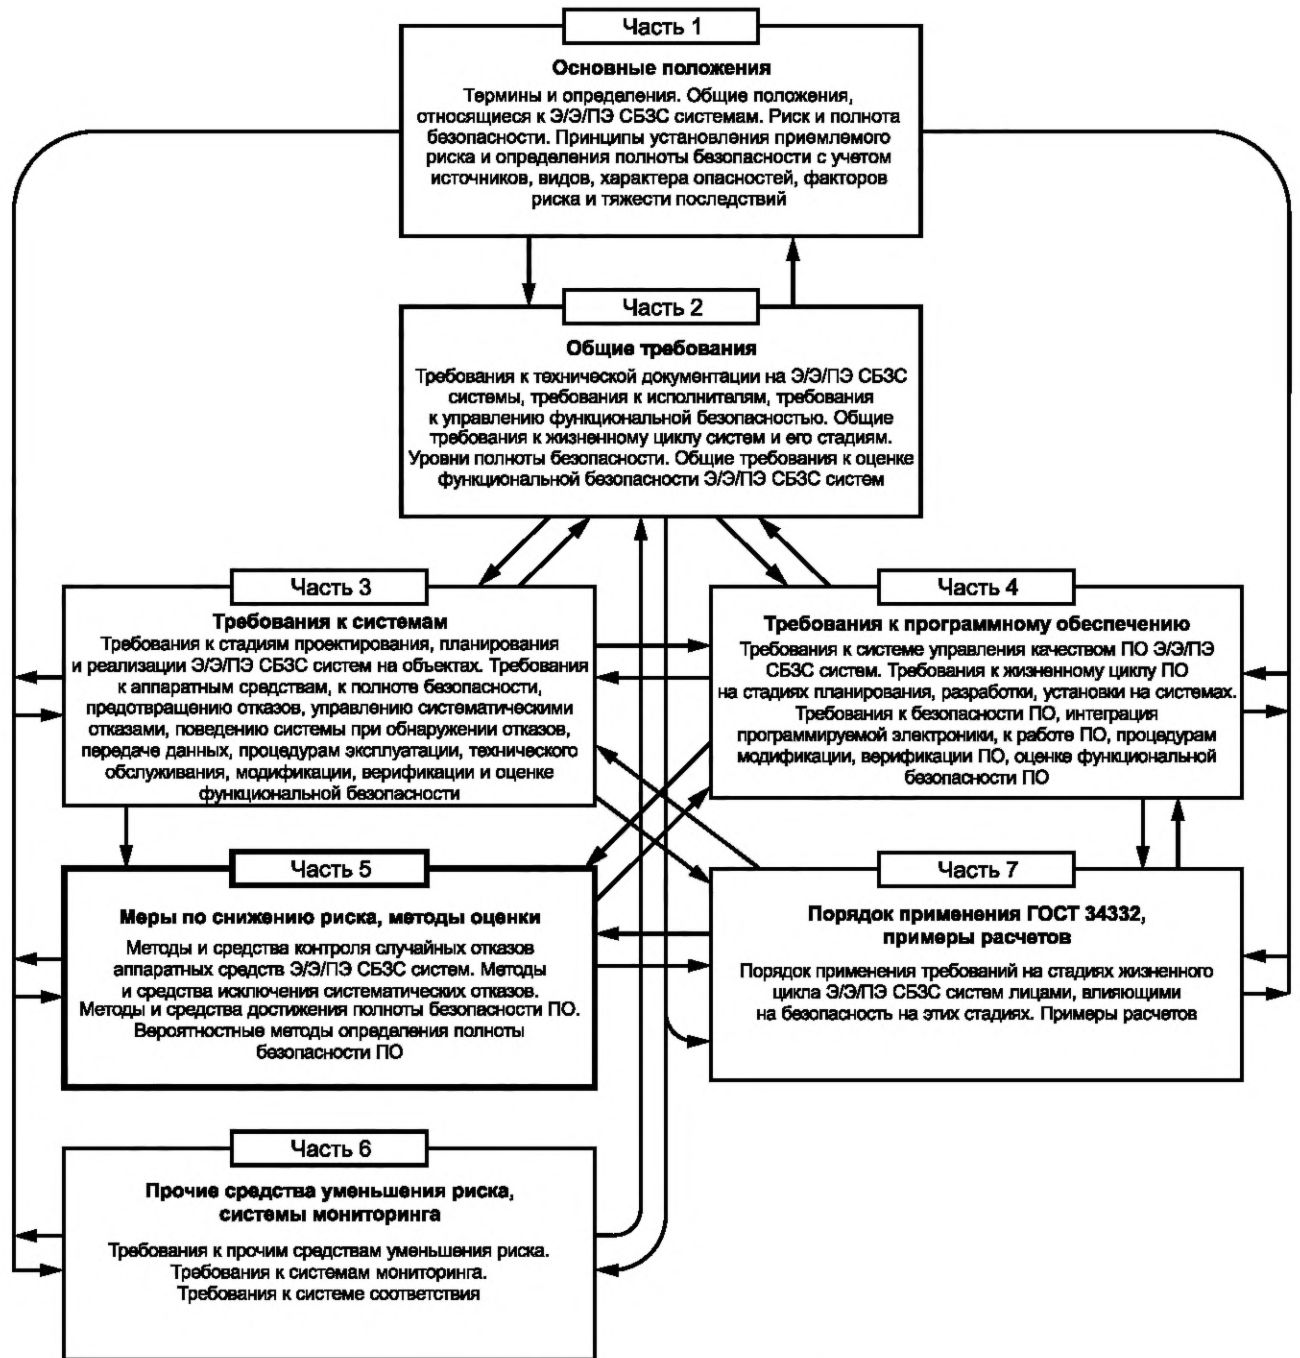 Часть 1
Основные положения
Термины и определения. Общие положения,
относящиеся к Э/Э/ПЭ СБЗС системам. Риск и полнота
безопасности. Принципы установления приемлемого
риска и определения полноты безопасности с учетом
источников, видов, характера опасностей, факторов
риска и тяжести последствий
Часть 2
Общие требования
Требования к технической документации на Э/Э/ПЭ СБЗС
системы, требования к исполнителям, требования
к управлению функциональной безопасностью. Общие
требования к жизненному циклу систем и его стадиям.
Уровни полноты безопасности. Общие требования к оценке
функциональной безопасности Э/Э/ПЭ СБЗС систем
Часть 3
Требования к системам
Требования к стадиям проектирования, планирования
и реализации Э/Э/ПЭ СБЗС систем на объектах. Требования
к аппаратным средствам, к полноте безопасности,
предотвращению отказов, управлению систематическими
отказами, поведению системы при обнаружении отказов,
передаче данных, процедурам эксплуатации, технического
обслуживания, модификации, верификации и оценке
функциональной безопасности
Часть 4
Требования к программному обеспечению
Требования к системе управления качеством ПО Э/Э/ПЭ
СБЗС систем. Требования к жизненному циклу ПО
на стадиях планирования, разработки, установки на системах.
Требования к безопасности ПО, интеграция
программируемой электроники, к работе ПО, процедурам
модификации, верификации ПО, оценке функциональной
безопасности ПО
Часть 5
Меры по снижению риска, методы оценки
Методы и средства контроля случайных отказов
аппаратных средств Э/Э/ПЭ СБЗС систем. Методы
и средства исключения систематических отказов.
Методы и средства достижения полноты безопасности ПО.
Вероятностные методы определения полноты
безопасности ПО
Часть 7
Порядок применения ГОСТ 34332,
примеры расчетов
Порядок применения требований на стадиях жизненного
цикла Э/Э/ПЭ СБЗС систем лицами, влияющими
на безопасность на этих стадиях. Примеры расчетов
Часть 6
Прочие средства уменьшения риска,
системы мониторинга
Требования к прочим средствам уменьшения риска.
Требования к системам мониторинга.
Требования к системе соответствия